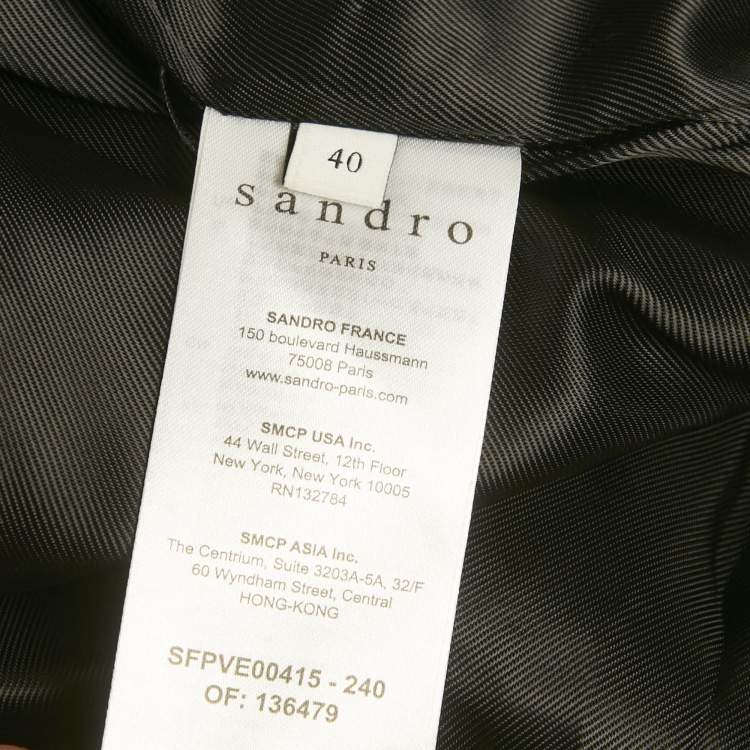 40
sandro
PARIS
SANDRO FRANCE
150 boulevard Haussmann
75008 Paris
www.sandro-paris.com
SMCP USA Inc.
44 Wall Street, 12th Floor
New York, New York 10005
RN132784
SMCP ASIA Inc.
The Centrium, Suite 3203A-5A, 32/F
60 Wyndham Street, Central
HONG-KONG
SFPVE00415 - 240
OF: 136479